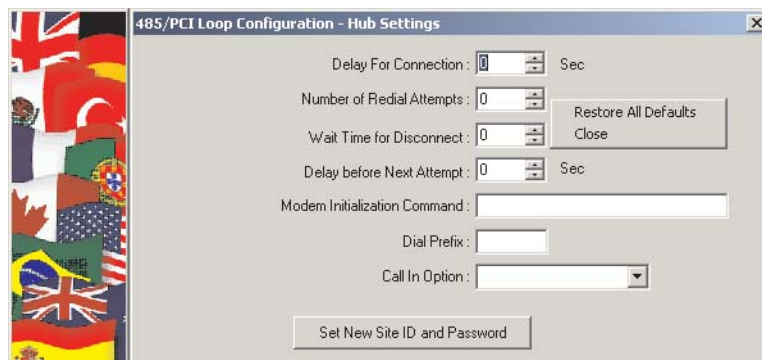 485/PCI Loop Configuration - Hub Settings
Delay For Connection : 0 Sec
Number of Redial Attempts : 0
Restore All Defaults
Close
Wait Time for Disconnect : 0
Delay before Next Attempt : 0 Sec
Modem Initialization Command :
Dial Prefix :
Call In Option :
Set New Site ID and Password